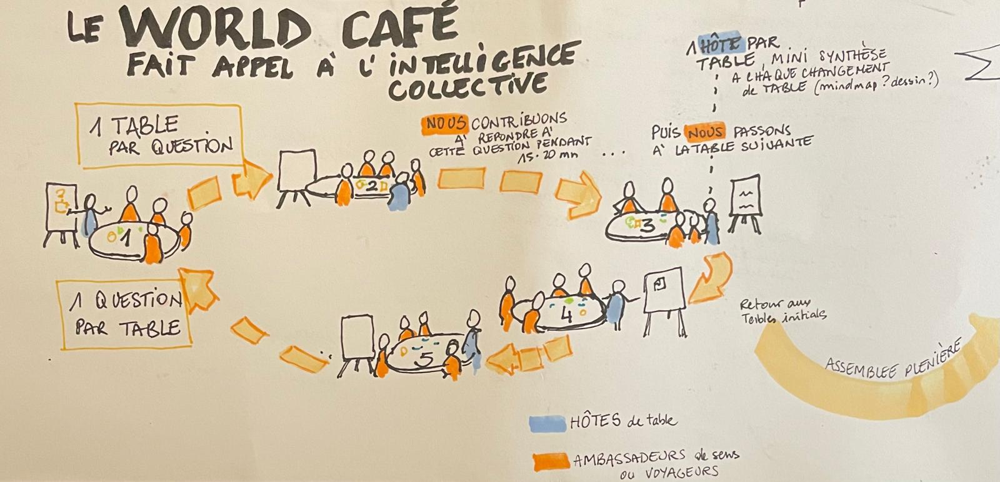 LE WORLD CAFÉ
FAIT APPEL À L'INTELLIGENCE
COLLECTIVE
1 TABLE
PAR QUESTION
NOUS CONTRIBUONS
A' REPONDRE A'
CETTE QUESTION PENDANT
15-20 mn ...
1 HÔTE PAR
TABLE, MINI SYNTHÈSE
A CHAQUE CHANGEMENT
de TABLE (mindmap ? dessin ?)
PUIS NOUS PASSONS
A' LA TABLE SUIVANTE
1
2
3
4
5
1 QUESTION
PAR TABLE
Retour aux
Tables initials
ASSEMBLEE PLENIÈRE
HÔTES de table
AMBASSADEURS de sens
ou VOYAGEURS